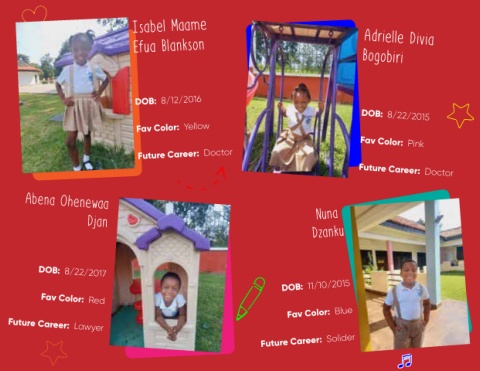 Isabel Maame
Efua Blankson
DOB: 8/12/2016
Fav Color: Yellow
Future Career: Doctor
Adrielle Divia
Bogobiri
DOB: 8/22/2015
Fav Color: Pink
Future Career: Doctor
Abena Ohenewaa
Djan
DOB: 8/22/2017
Fav Color: Red
Future Career: Lawyer
Nuna
Dzanku
DOB: 11/10/2015
Fav Color: Blue
Future Career: Solider